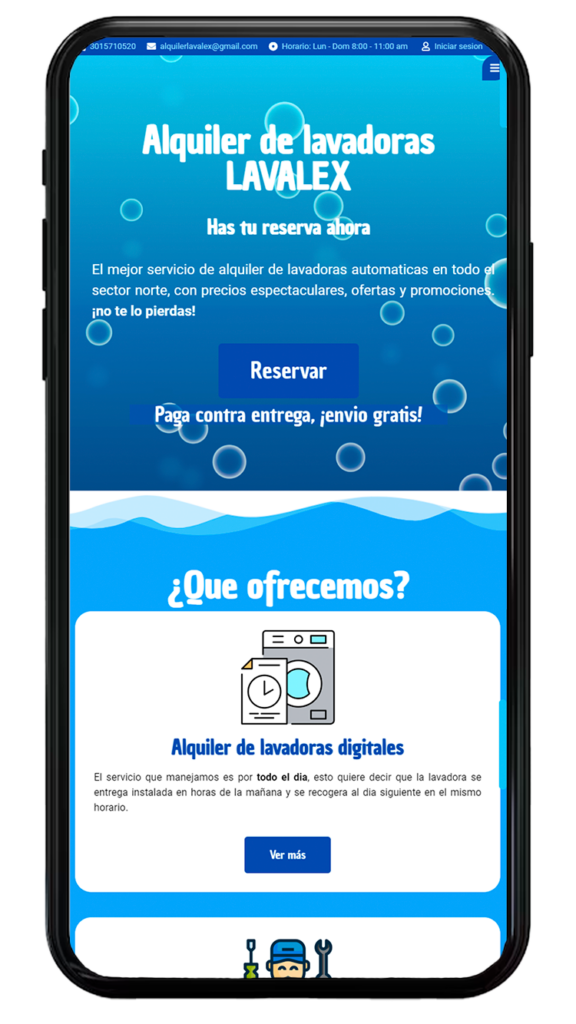 3015710520 alquilerlavalex@gmail.com Horario: Lun - Dom 8:00 - 11:00 am Iniciar sesion
Alquiler de lavadoras
LAVALEX
Has tu reserva ahora
El mejor servicio de alquiler de lavadoras automaticas en todo el
sector norte, con precios espectaculares, ofertas y promociones.
¡no te lo pierdas!
Reservar
Paga contra entrega, ¡envio gratis!
¿Que ofrecemos?
Alquiler de lavadoras digitales
El servicio que manejamos es por todo el dia, esto quiere decir que la lavadora se
entrega instalada en horas de la mañana y se recogera al dia siguiente en el mismo
horario.
Ver más